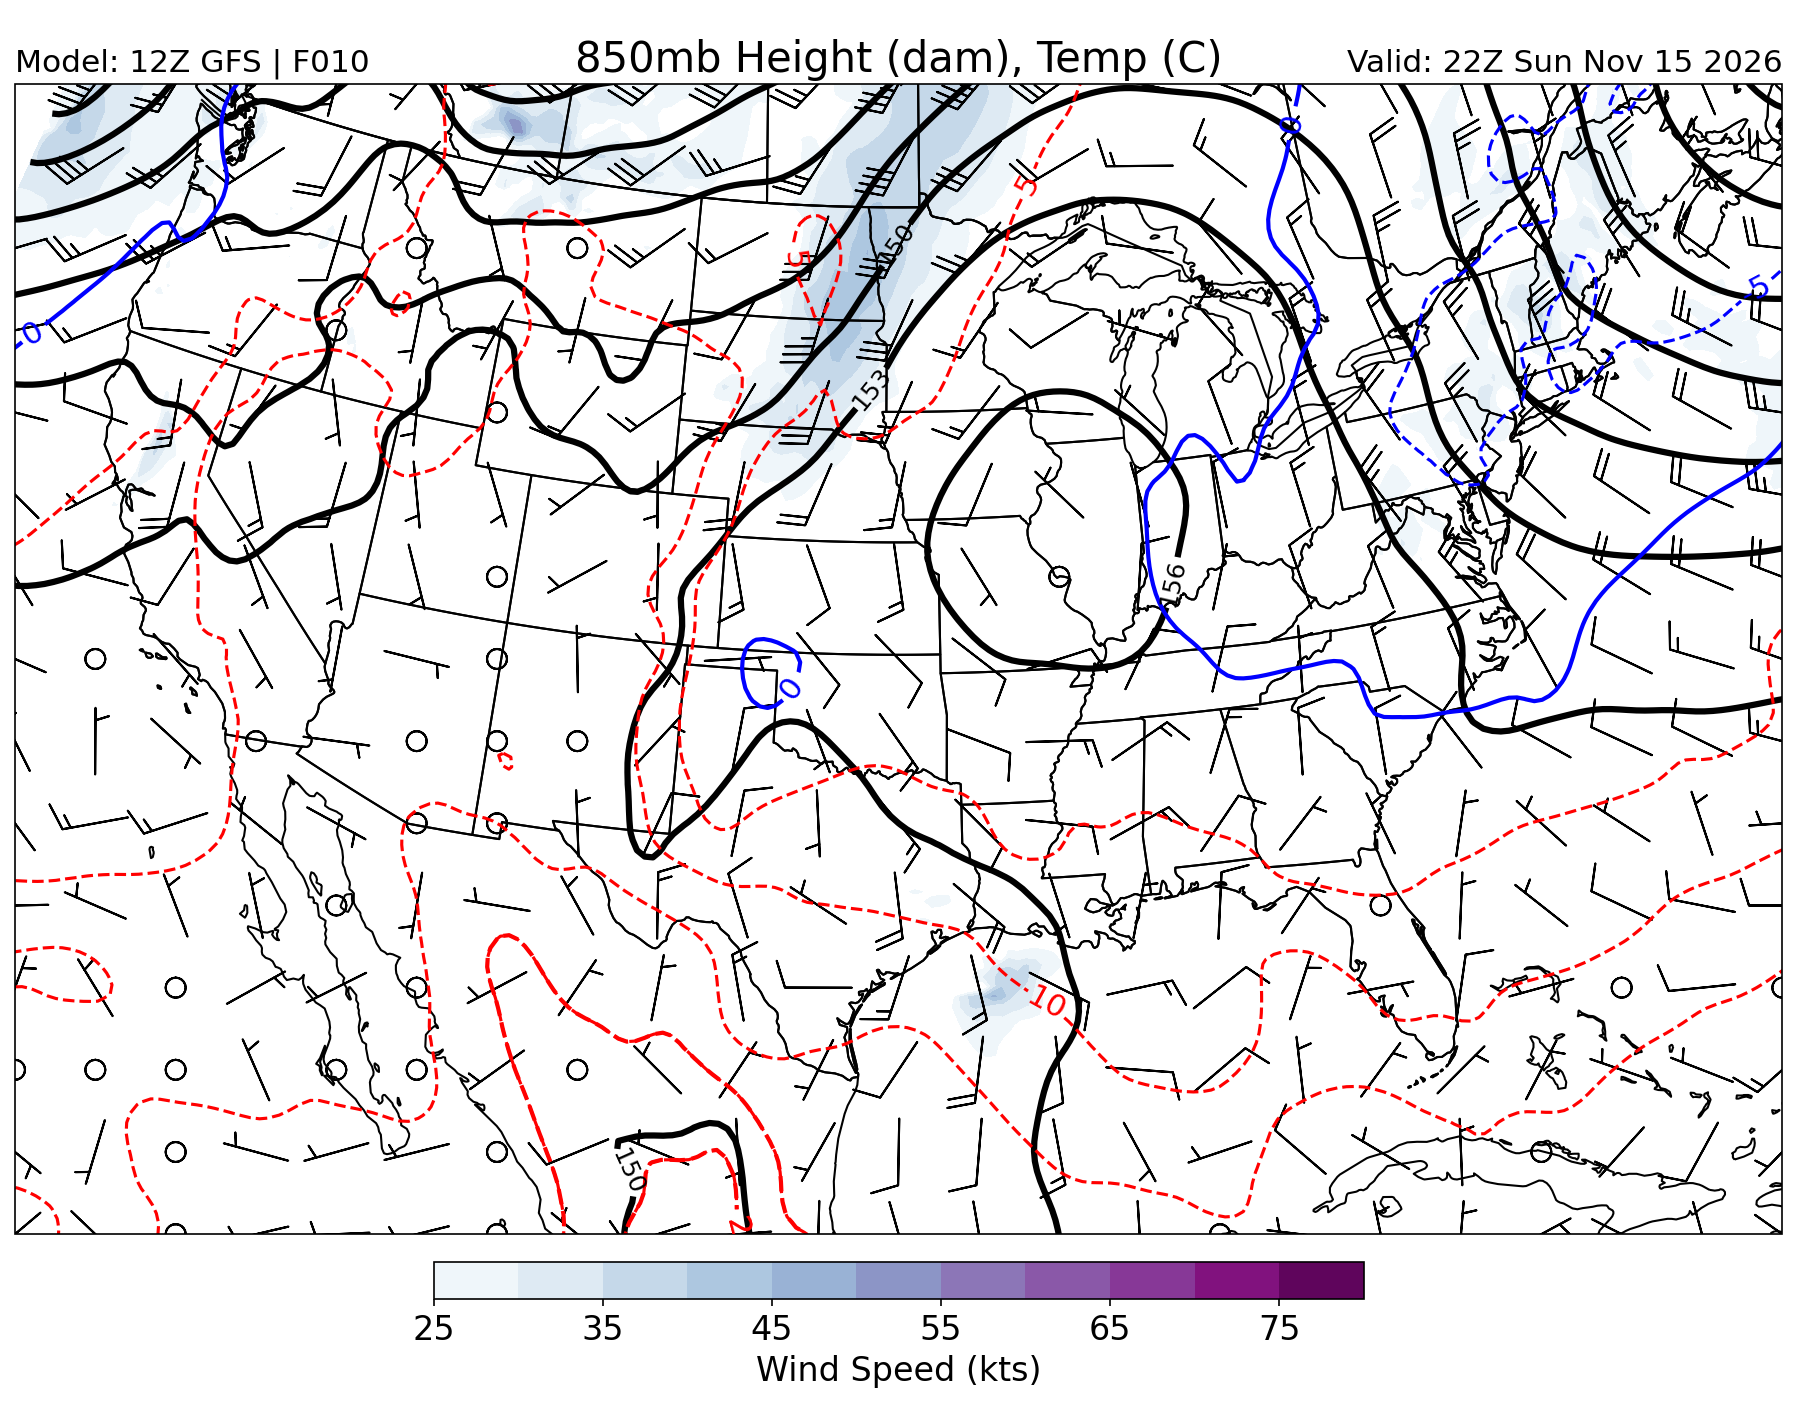 850mb Height (dam), Temp (C)
Model: 12Z GFS | F010
Valid: 22Z Sun Nov 15 2026
0
5
150
5
-5
0
153
156
0
10
150
25 35 45 55 65 75
Wind Speed (kts)